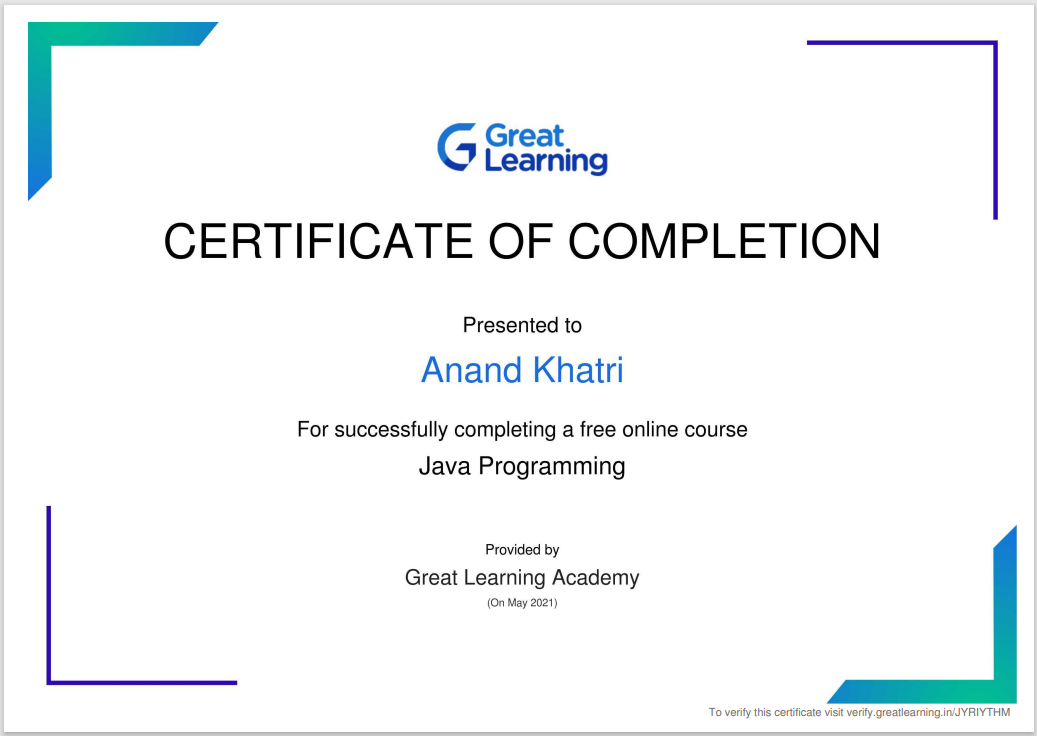 Great
Learning
CERTIFICATE OF COMPLETION
Presented to
Anand Khatri
For successfully completing a free online course
Java Programming
Provided by
Great Learning Academy
(On May 2021)
To verify this certificate visit verify.greatlearning.in/JYRIYTHM